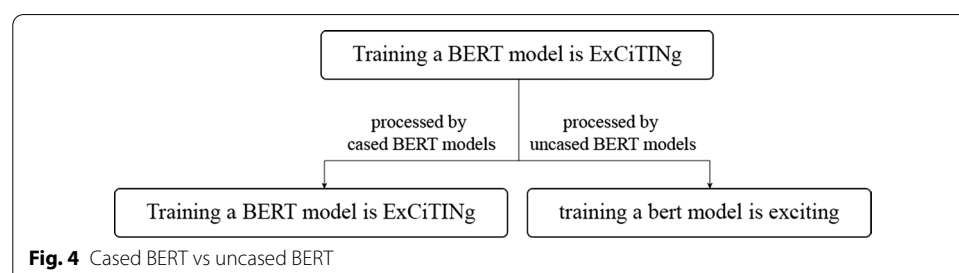 Training a BERT model is ExCiTINg
processed by
cased BERT models
processed by
uncased BERT models
Training a BERT model is ExCiTINg
training a bert model is exciting
Fig. 4 Cased BERT vs uncased BERT